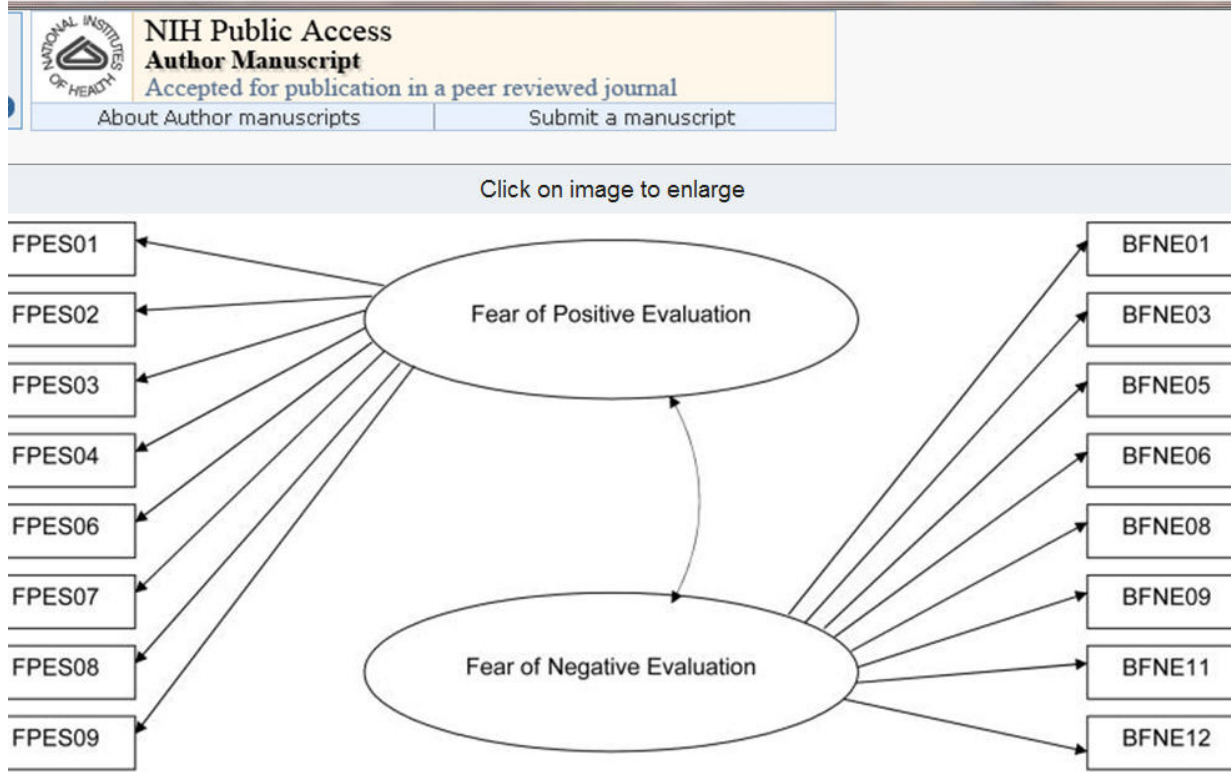 NATIONAL INSTITUTES OF HEALTH
NIH Public Access
Author Manuscript
Accepted for publication in a peer reviewed journal
About Author manuscripts
Submit a manuscript
Click on image to enlarge
FPES01
FPES02
FPES03
FPES04
FPES06
FPES07
FPES08
FPES09
Fear of Positive Evaluation
Fear of Negative Evaluation
BFNE01
BFNE03
BFNE05
BFNE06
BFNE08
BFNE09
BFNE11
BFNE12